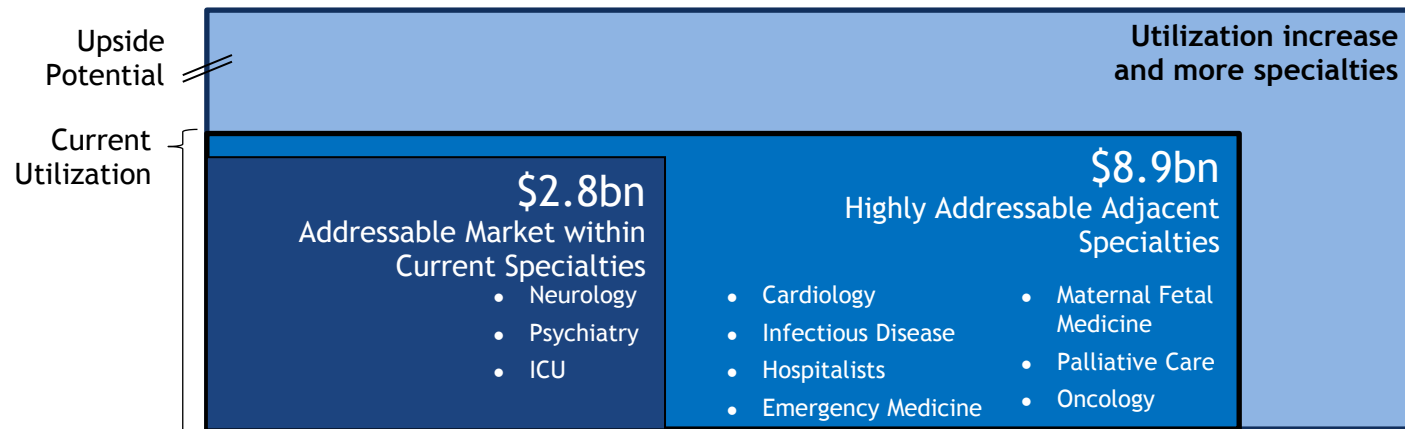 Upside
Potential
Utilization increase
and more specialties
Current
Utilization
$2.8bn
Addressable Market within
Current Specialties
• Neurology
• Psychiatry
• ICU
$8.9bn
Highly Addressable Adjacent
Specialties
• Cardiology
• Infectious Disease
• Hospitalists
• Emergency Medicine
• Maternal Fetal
Medicine
• Palliative Care
• Oncology